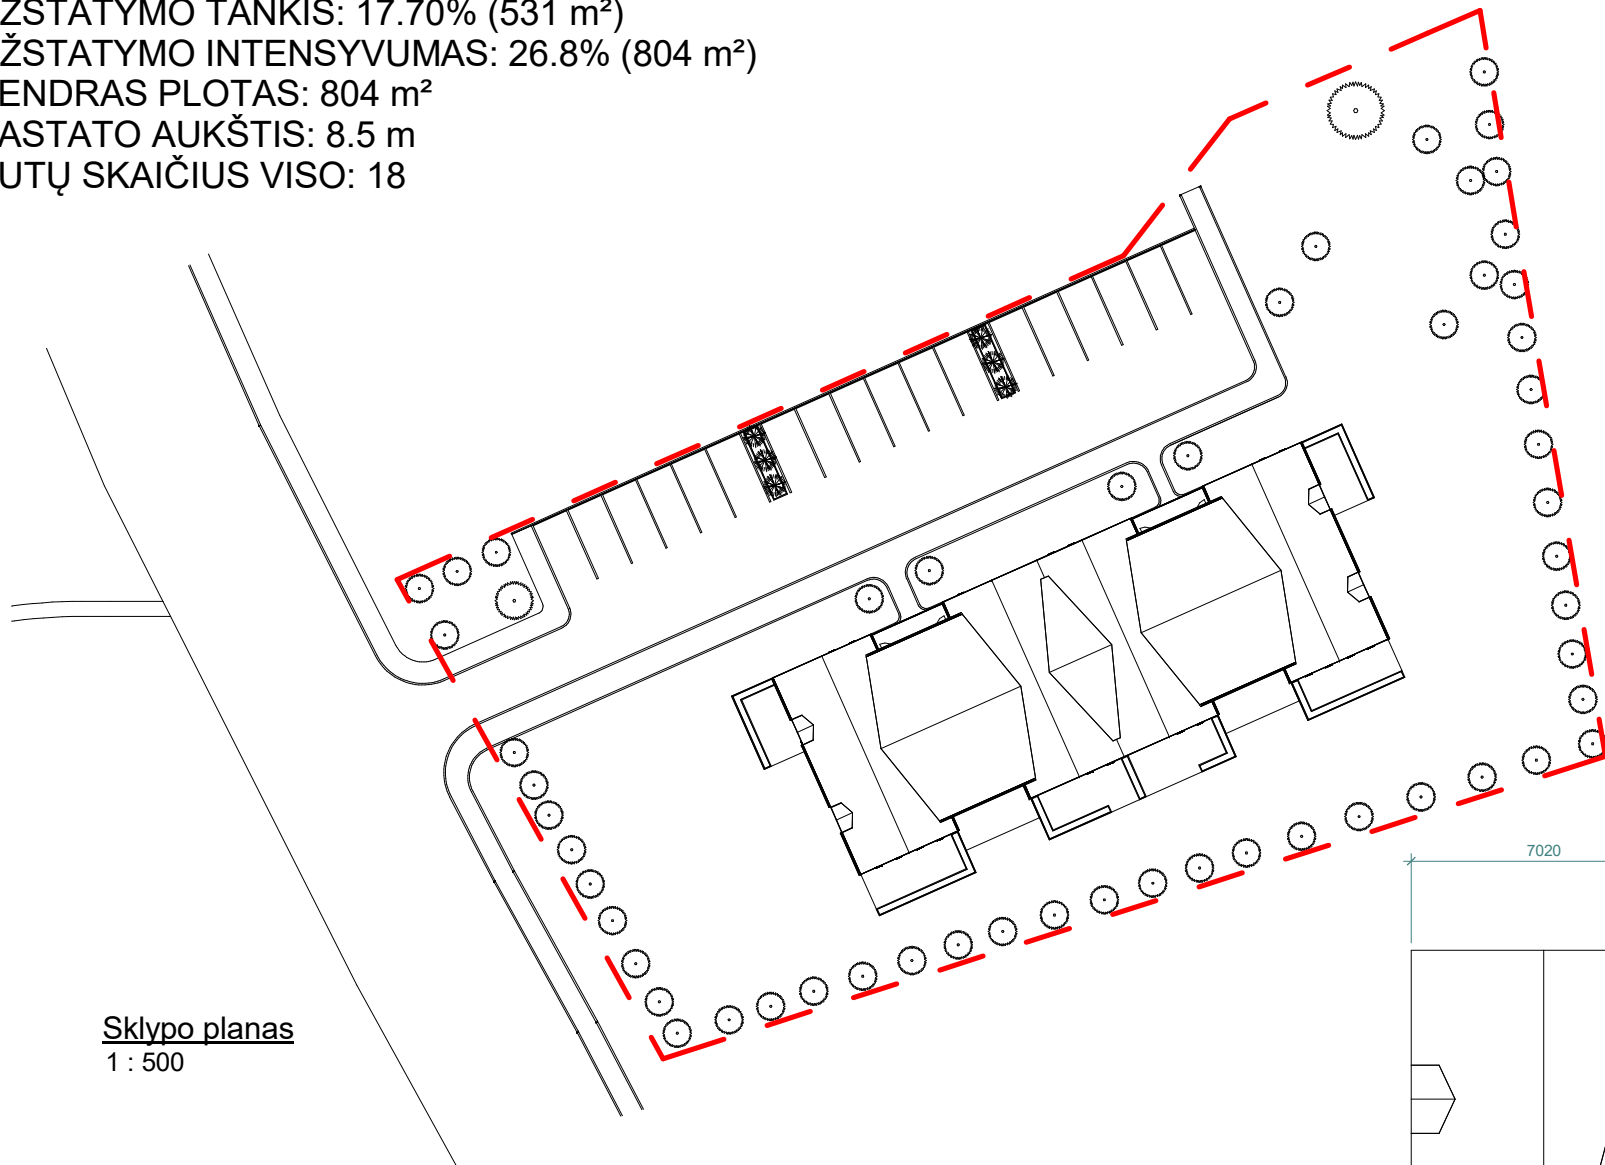 ŽSTATYMO TANKIS: 17.70% (531 m²)
ŽSTATYMO INTENSYVUMAS: 26.8% (804 m²)
ENDRAS PLOTAS: 804 m²
ASTATO AUKŠTIS: 8.5 m
UTŲ SKAIČIUS VISO: 18
7020
Sklypo planas
1 : 500